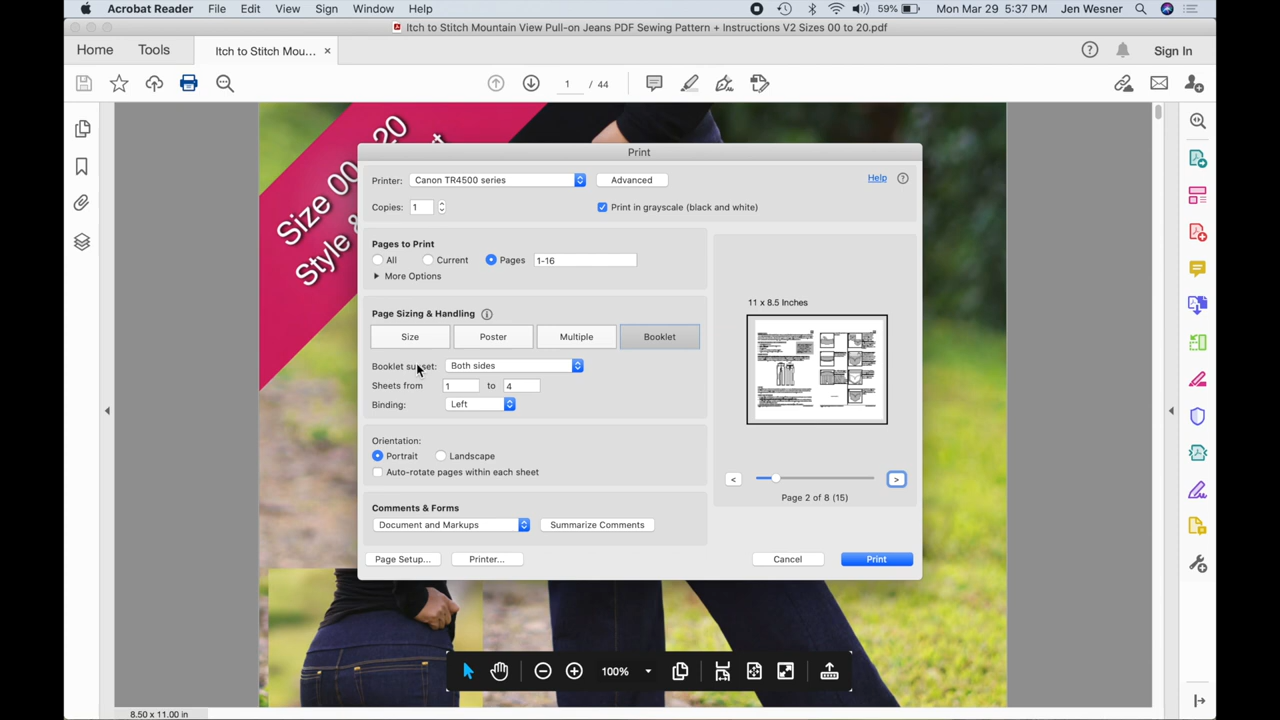 Acrobat Reader File Edit View Sign Window Help 59% Mon Mar 29 5:37 PM Jen Wesner
Itch to Stitch Mountain View Pull-on Jeans PDF Sewing Pattern + Instructions V2 Sizes 00 to 20.pdf
Home Tools Itch to Stitch Mou... × Sign In
1 / 44
Size 00 20
Style &
Print
Printer: Canon TR4500 series Advanced Help
Copies: 1 Print in grayscale (black and white)
Pages to Print
All Current Pages 1-16
More Options
Page Sizing & Handling
Size Poster Multiple Booklet
Booklet su set: Both sides
Sheets from 1 to 4
Binding: Left
Orientation:
Portrait Landscape
Auto-rotate pages within each sheet
Comments & Forms
Document and Markups Summarize Comments
11 x 8.5 Inches
< >
Page 2 of 8 (15)
Page Setup... Printer... Cancel Print
100%
8.50 x 11.00 in